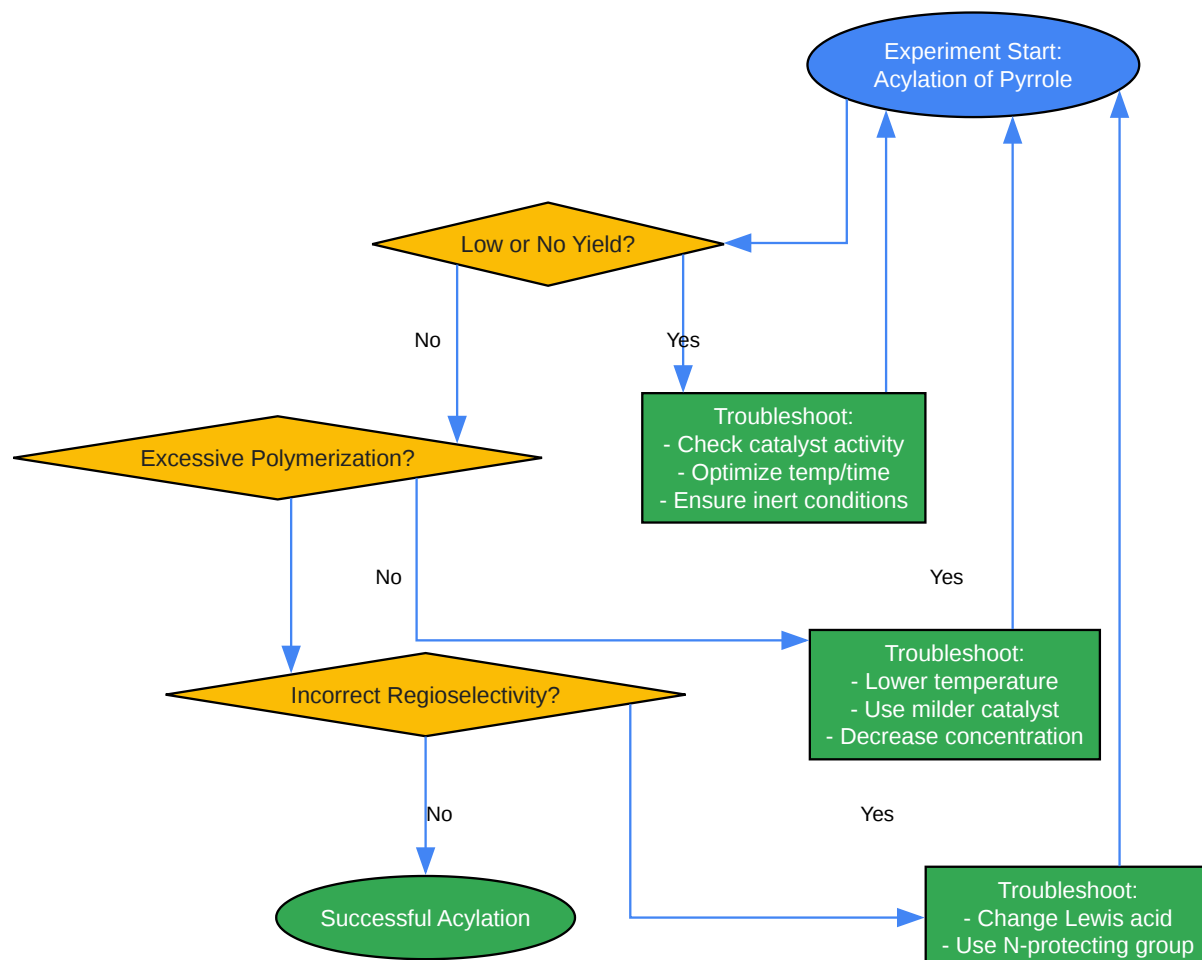 Experiment Start:
Acylation of Pyrrole
Low or No Yield?
No
Yes
Troubleshoot:
- Check catalyst activity
- Optimize temp/time
- Ensure inert conditions
Excessive Polymerization?
No
Yes
Troubleshoot:
- Lower temperature
- Use milder catalyst
- Decrease concentration
Incorrect Regioselectivity?
No
Yes
Successful Acylation
Troubleshoot:
- Change Lewis acid
- Use N-protecting group